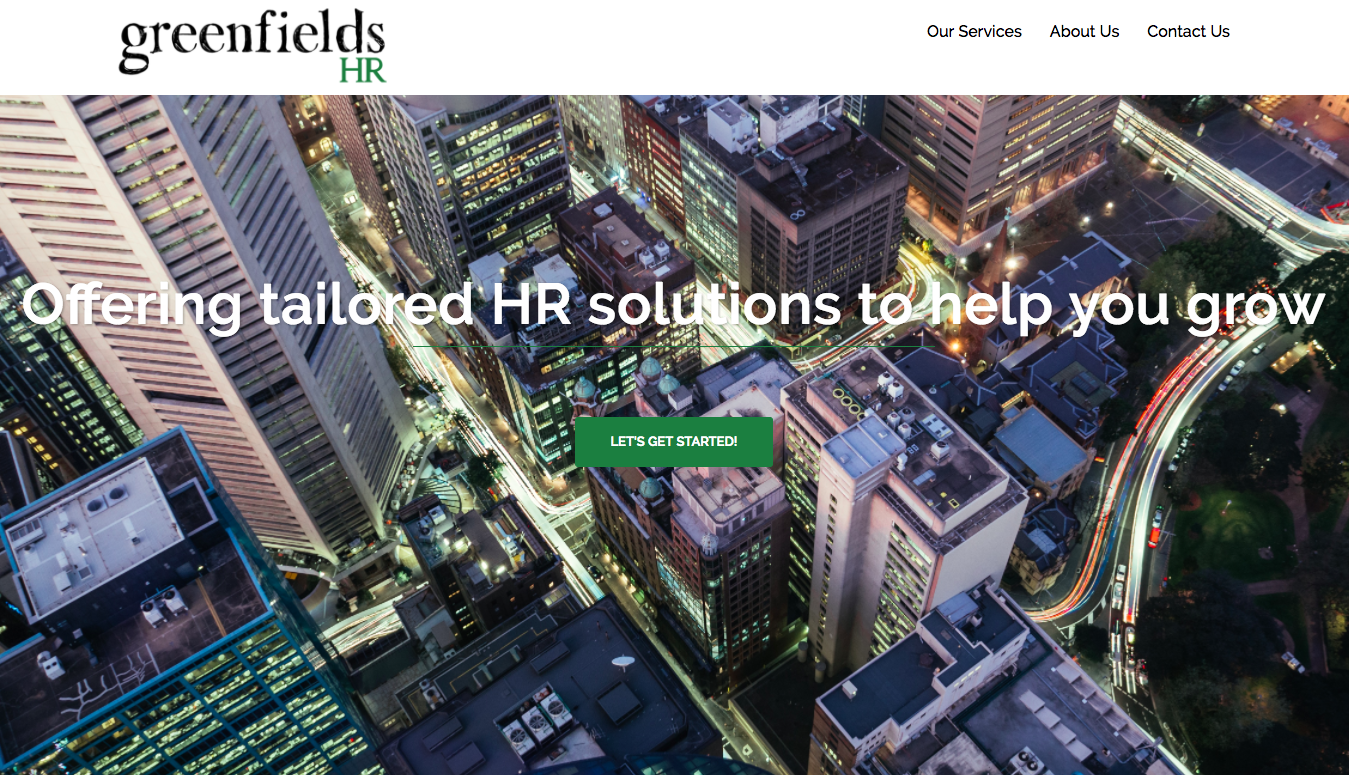 greenfields
HR
Our Services
About Us
Contact Us
Offering tailored HR solutions to help you grow
LET'S GET STARTED!